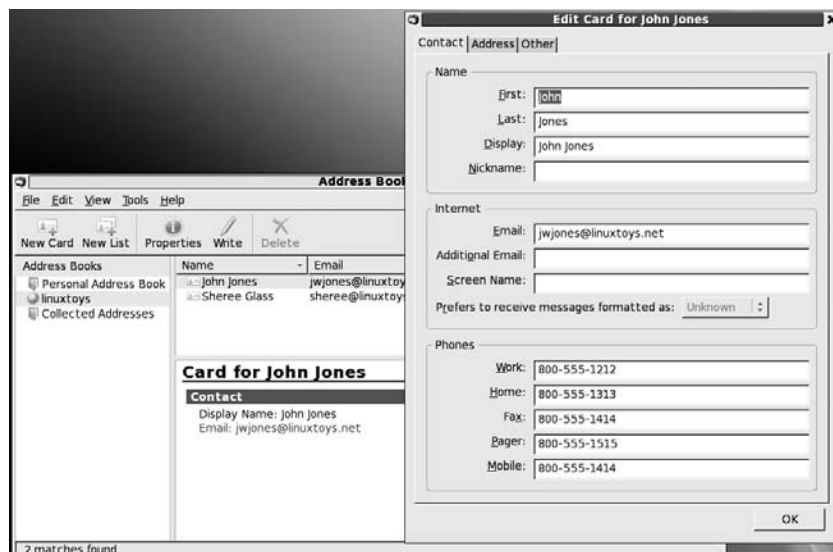 Edit Card for John Jones
Contact Address Other
Name
First: John
Last: Jones
Display: John Jones
Nickname:
Internet
Email: jwjones@linuxtoys.net
Additional Email:
Screen Name:
Prefers to receive messages formatted as: Unknown
Phones
Work: 800-555-1212
Home: 800-555-1313
Fax: 800-555-1414
Pager: 800-555-1515
Mobile: 800-555-1414
OK
Address Book
File Edit View Tools Help
New Card New List Properties Write Delete
Address Books
Personal Address Book
linuxtoys
Collected Addresses
Name Email
John Jones jwjones@linuxtoy
Sheree Glass sheree@linuxtoys
Card for John Jones
Contact
Display Name: John Jones
Email: jwjones@linuxtoys.net
2 matches found